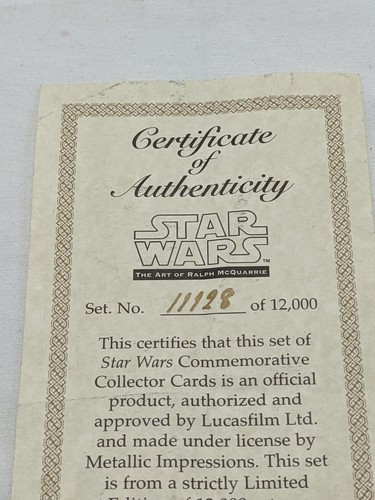 Certificate
of
Authenticity
STAR
WARS™
THE ART OF RALPH MCQUARRIE
Set. No. 11128 of 12,000
This certifies that this set of
Star Wars Commemorative
Collector Cards is an official
product, authorized and
approved by Lucasfilm Ltd.
and made under license by
Metallic Impressions. This set
is from a strictly Limited